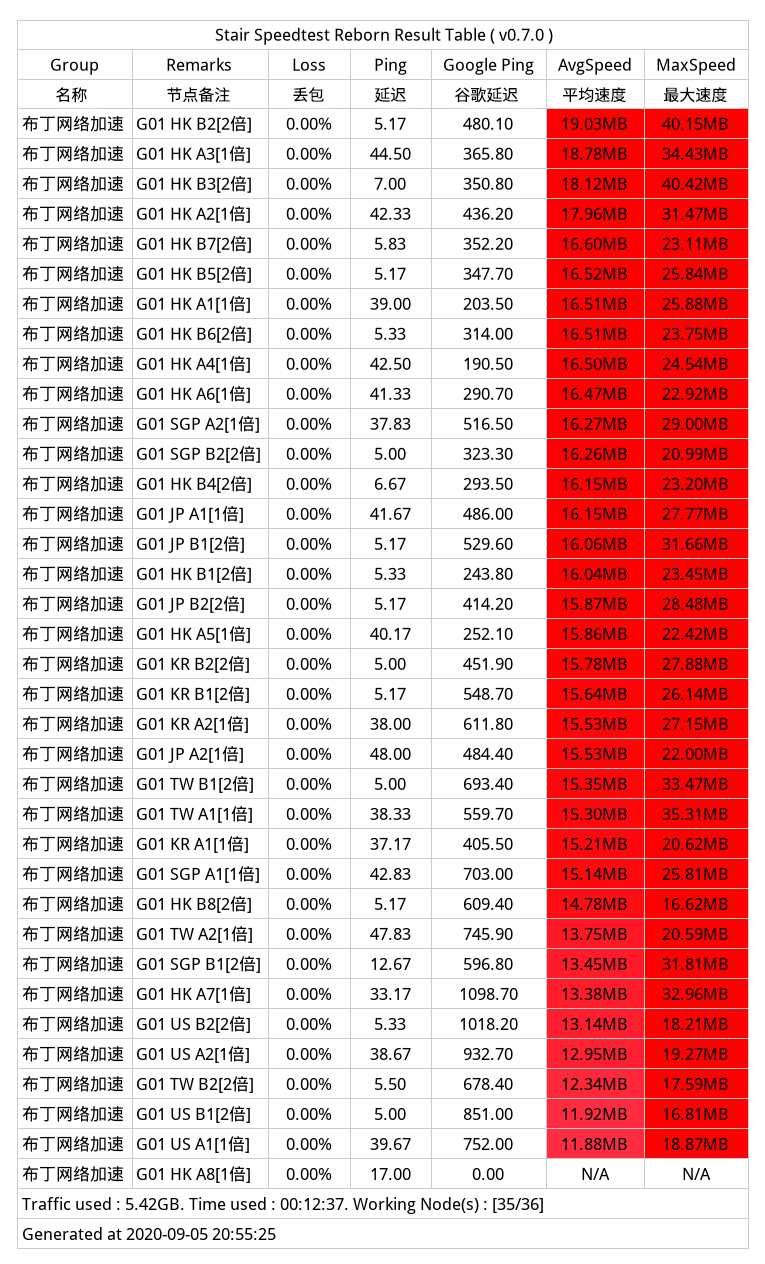 Stair Speedtest Reborn Result Table ( v0.7.0 )
Group Remarks Loss Ping Google Ping AvgSpeed MaxSpeed
名称 节点备注 丢包 延迟 谷歌延迟 平均速度 最大速度
布丁网络加速 G01 HK B2[2倍] 0.00% 5.17 480.10 19.03MB 40.15MB
布丁网络加速 G01 HK A3[1倍] 0.00% 44.50 365.80 18.78MB 34.43MB
布丁网络加速 G01 HK B3[2倍] 0.00% 7.00 350.80 18.12MB 40.42MB
布丁网络加速 G01 HK A2[1倍] 0.00% 42.33 436.20 17.96MB 31.47MB
布丁网络加速 G01 HK B7[2倍] 0.00% 5.83 352.20 16.60MB 23.11MB
布丁网络加速 G01 HK B5[2倍] 0.00% 5.17 347.70 16.52MB 25.84MB
布丁网络加速 G01 HK A1[1倍] 0.00% 39.00 203.50 16.51MB 25.88MB
布丁网络加速 G01 HK B6[2倍] 0.00% 5.33 314.00 16.51MB 23.75MB
布丁网络加速 G01 HK A4[1倍] 0.00% 42.50 190.50 16.50MB 24.54MB
布丁网络加速 G01 HK A6[1倍] 0.00% 41.33 290.70 16.47MB 22.92MB
布丁网络加速 G01 SGP A2[1倍] 0.00% 37.83 516.50 16.27MB 29.00MB
布丁网络加速 G01 SGP B2[2倍] 0.00% 5.00 323.30 16.26MB 20.99MB
布丁网络加速 G01 HK B4[2倍] 0.00% 6.67 293.50 16.15MB 23.20MB
布丁网络加速 G01 JP A1[1倍] 0.00% 41.67 486.00 16.15MB 27.77MB
布丁网络加速 G01 JP B1[2倍] 0.00% 5.17 529.60 16.06MB 31.66MB
布丁网络加速 G01 HK B1[2倍] 0.00% 5.33 243.80 16.04MB 23.45MB
布丁网络加速 G01 JP B2[2倍] 0.00% 5.17 414.20 15.87MB 28.48MB
布丁网络加速 G01 HK A5[1倍] 0.00% 40.17 252.10 15.86MB 22.42MB
布丁网络加速 G01 KR B2[2倍] 0.00% 5.00 451.90 15.78MB 27.88MB
布丁网络加速 G01 KR B1[2倍] 0.00% 5.17 548.70 15.64MB 26.14MB
布丁网络加速 G01 KR A2[1倍] 0.00% 38.00 611.80 15.53MB 27.15MB
布丁网络加速 G01 JP A2[1倍] 0.00% 48.00 484.40 15.53MB 22.00MB
布丁网络加速 G01 TW B1[2倍] 0.00% 5.00 693.40 15.35MB 33.47MB
布丁网络加速 G01 TW A1[1倍] 0.00% 38.33 559.70 15.30MB 35.31MB
布丁网络加速 G01 KR A1[1倍] 0.00% 37.17 405.50 15.21MB 20.62MB
布丁网络加速 G01 SGP A1[1倍] 0.00% 42.83 703.00 15.14MB 25.81MB
布丁网络加速 G01 HK B8[2倍] 0.00% 5.17 609.40 14.78MB 16.62MB
布丁网络加速 G01 TW A2[1倍] 0.00% 47.83 745.90 13.75MB 20.59MB
布丁网络加速 G01 SGP B1[2倍] 0.00% 12.67 596.80 13.45MB 31.81MB
布丁网络加速 G01 HK A7[1倍] 0.00% 33.17 1098.70 13.38MB 32.96MB
布丁网络加速 G01 US B2[2倍] 0.00% 5.33 1018.20 13.14MB 18.21MB
布丁网络加速 G01 US A2[1倍] 0.00% 38.67 932.70 12.95MB 19.27MB
布丁网络加速 G01 TW B2[2倍] 0.00% 5.50 678.40 12.34MB 17.59MB
布丁网络加速 G01 US B1[2倍] 0.00% 5.00 851.00 11.92MB 16.81MB
布丁网络加速 G01 US A1[1倍] 0.00% 39.67 752.00 11.88MB 18.87MB
布丁网络加速 G01 HK A8[1倍] 0.00% 17.00 0.00 N/A N/A
Traffic used : 5.42GB. Time used : 00:12:37. Working Node(s) : [35/36]
Generated at 2020-09-05 20:55:25